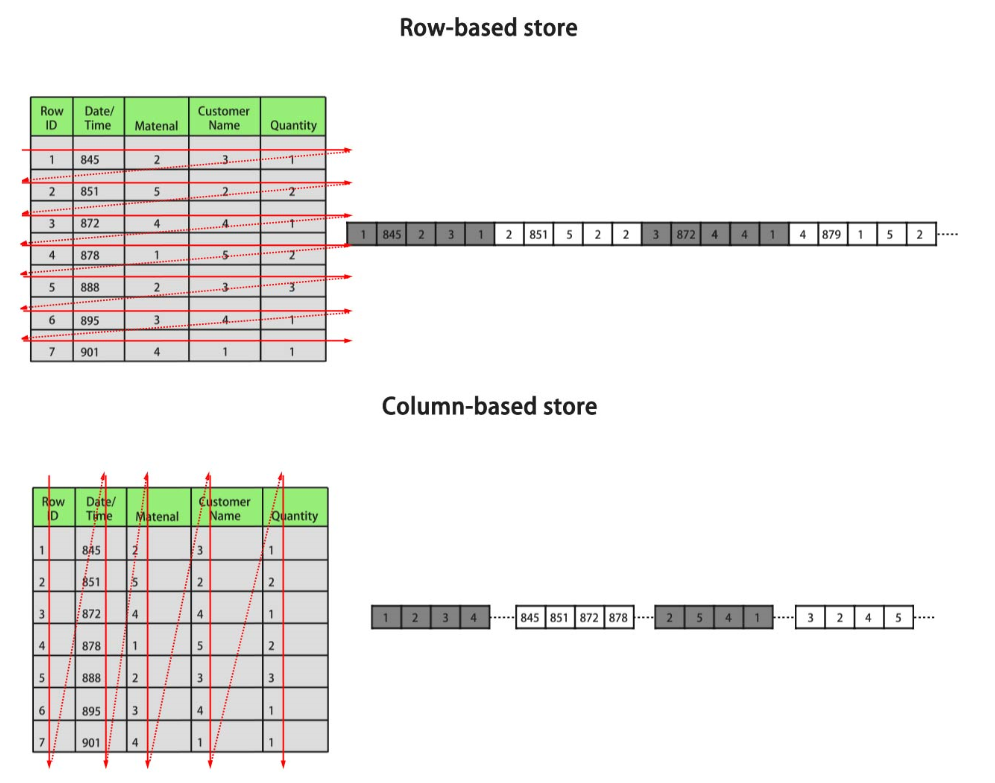 Row-based store
Row ID Date/ Time Matenal Customer Name Quantity
1 845 2 3 1
2 851 5 2 2
3 872 4 4 1
4 878 1 5 2
5 888 2 3 3
6 895 3 4 1
7 901 4 1 1
1 845 2 3 1 2 851 5 2 2 3 872 4 4 1 4 879 1 5 2
Column-based store
Row ID Date/ Time Matenal Customer Name Quantity
1 845 2 3 1
2 851 5 2 2
3 872 4 4 1
4 878 1 5 2
5 888 2 3 3
6 895 3 4 1
7 901 4 1 1
1 2 3 4 845 851 872 878 2 5 4 1 3 2 4 5